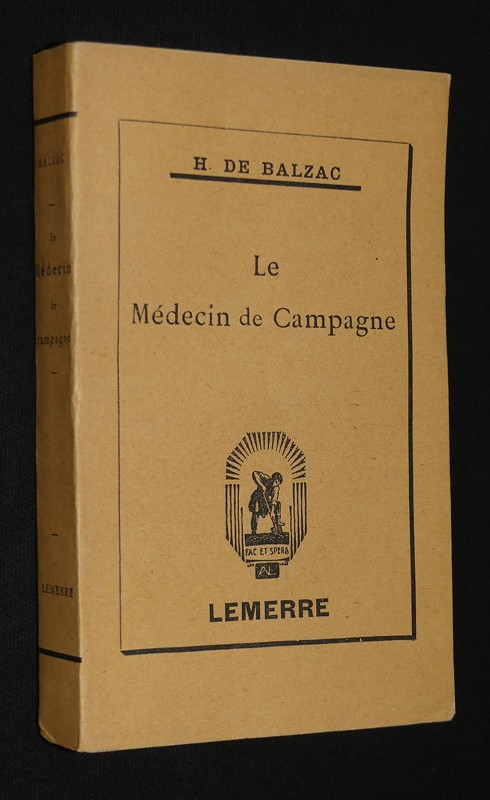 H. DE BALZAC
Le
Médecin de Campagne
FAC ET SPERA
AL
LEMERRE
BALZAC
Le
Médecin
de
Campagne
LEMERRE